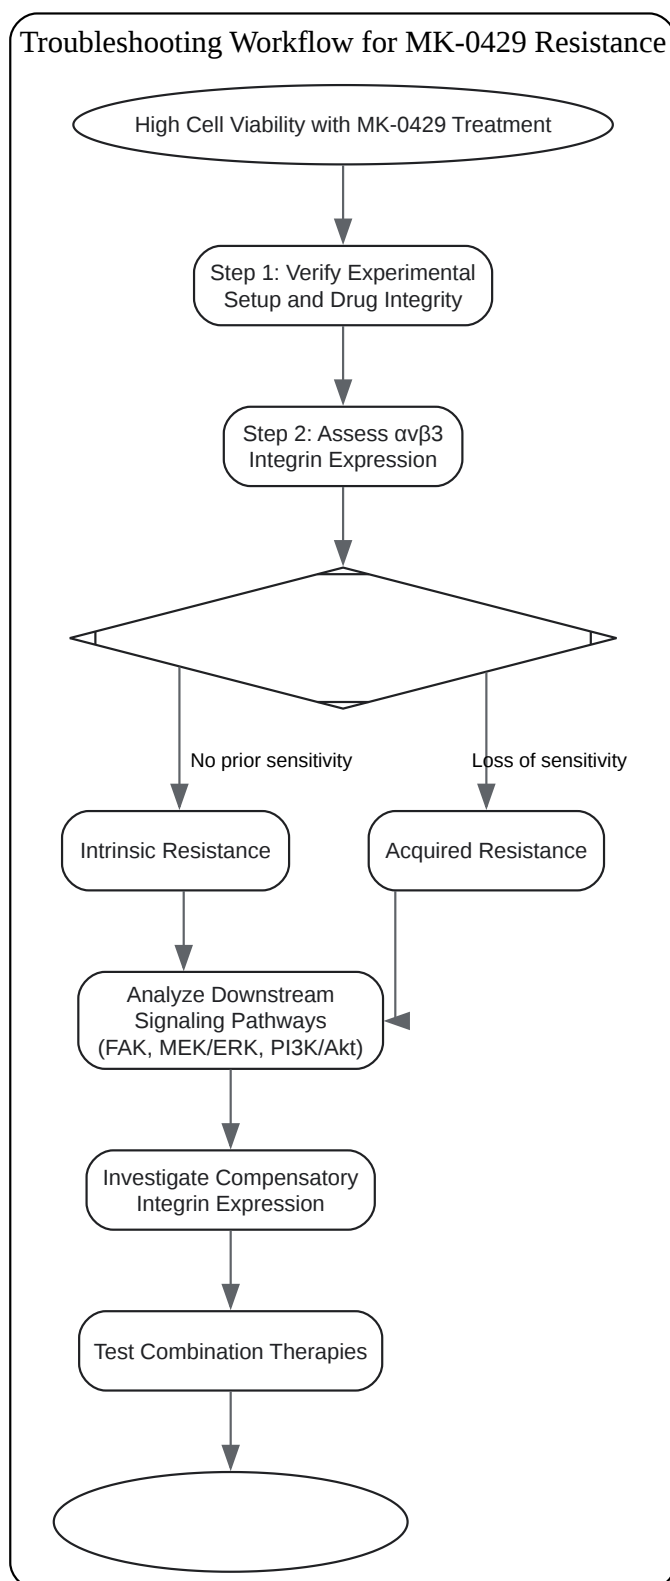 Troubleshooting Workflow for MK-0429 Resistance
High Cell Viability with MK-0429 Treatment
Step 1: Verify Experimental
Setup and Drug Integrity
Step 2: Assess αvβ3
Integrin Expression
No prior sensitivity
Loss of sensitivity
Intrinsic Resistance
Acquired Resistance
Analyze Downstream
Signaling Pathways
(FAK, MEK/ERK, PI3K/Akt)
Investigate Compensatory
Integrin Expression
Test Combination Therapies